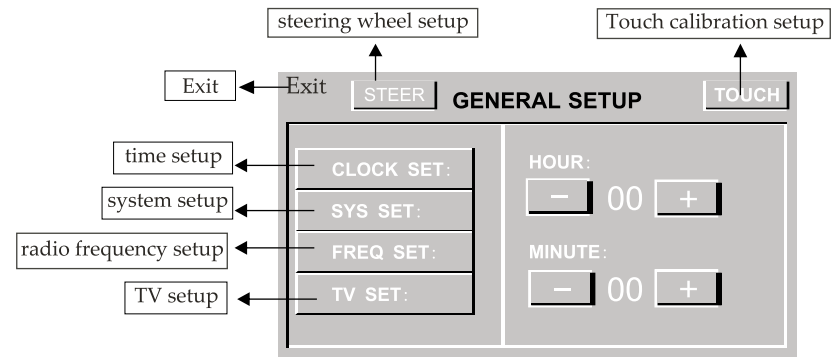 steering wheel setup
Touch calibration setup
Exit
Exit
STEER
GENERAL SETUP
TOUCH
time setup
CLOCK SET:
HOUR:
system setup
SYS SET:
− 00 +
radio frequency setup
FREQ SET:
MINUTE:
TV setup
TV SET:
− 00 +